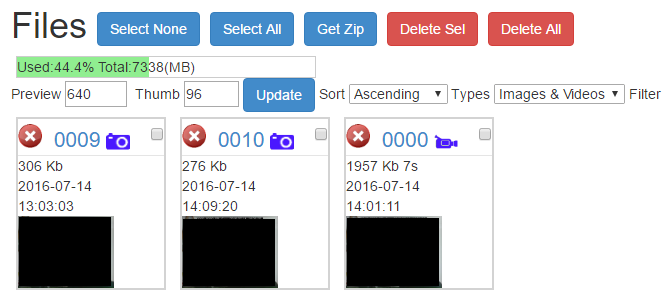 Files Select None Select All Get Zip Delete Sel Delete All
Used:44.4% Total:7338(MB)
Preview 640 Thumb 96 Update Sort Ascending Types Images & Videos Filter
0009 0010 0000
306 Kb 276 Kb 1957 Kb 7s
2016-07-14 2016-07-14 2016-07-14
13:03:03 14:09:20 14:01:11